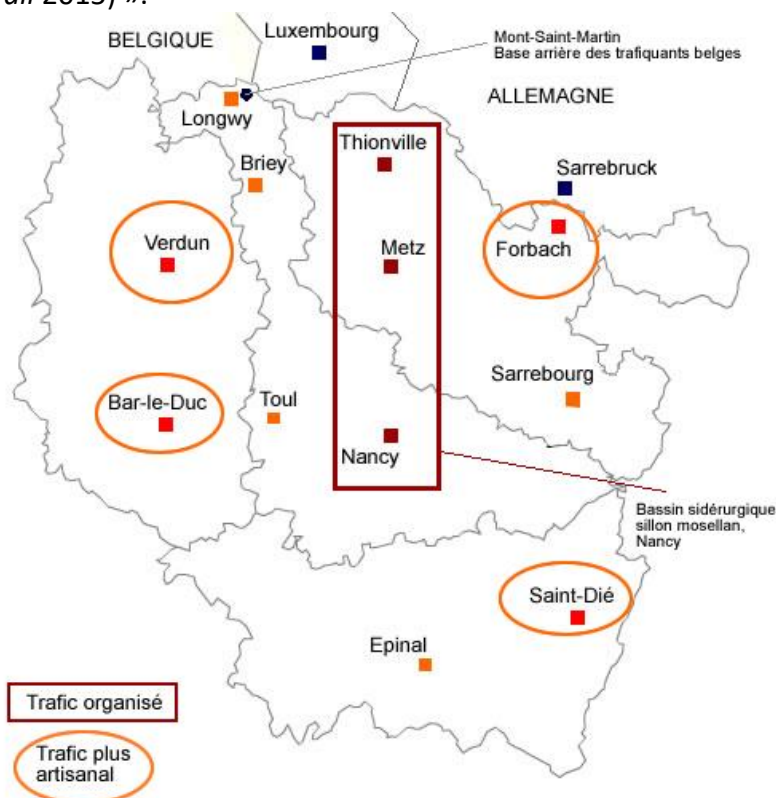 2015) ».
BELGIQUE
Luxembourg
Mont-Saint-Martin
Base arrière des trafiquants belges
ALLEMAGNE
Longwy
Thionville
Briey
Sarrebruck
Verdun
Metz
Forbach
Bar-le-Duc
Toul
Sarrebourg
Nancy
Bassin sidérurgique
sillon mosellan,
Nancy
Saint-Dié
Epinal
Trafic organisé
Trafic plus
artisanal